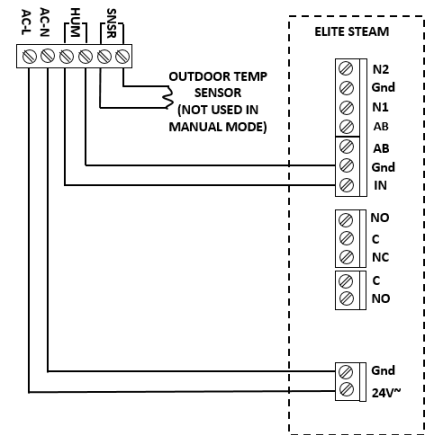 AC-L
AC-N
HUM
SNSR
ELITE STEAM
OUTDOOR TEMP
SENSOR
(NOT USED IN
MANUAL MODE)
N2
Gnd
N1
AB
AB
Gnd
IN
NO
C
NC
C
NO
Gnd
24V~